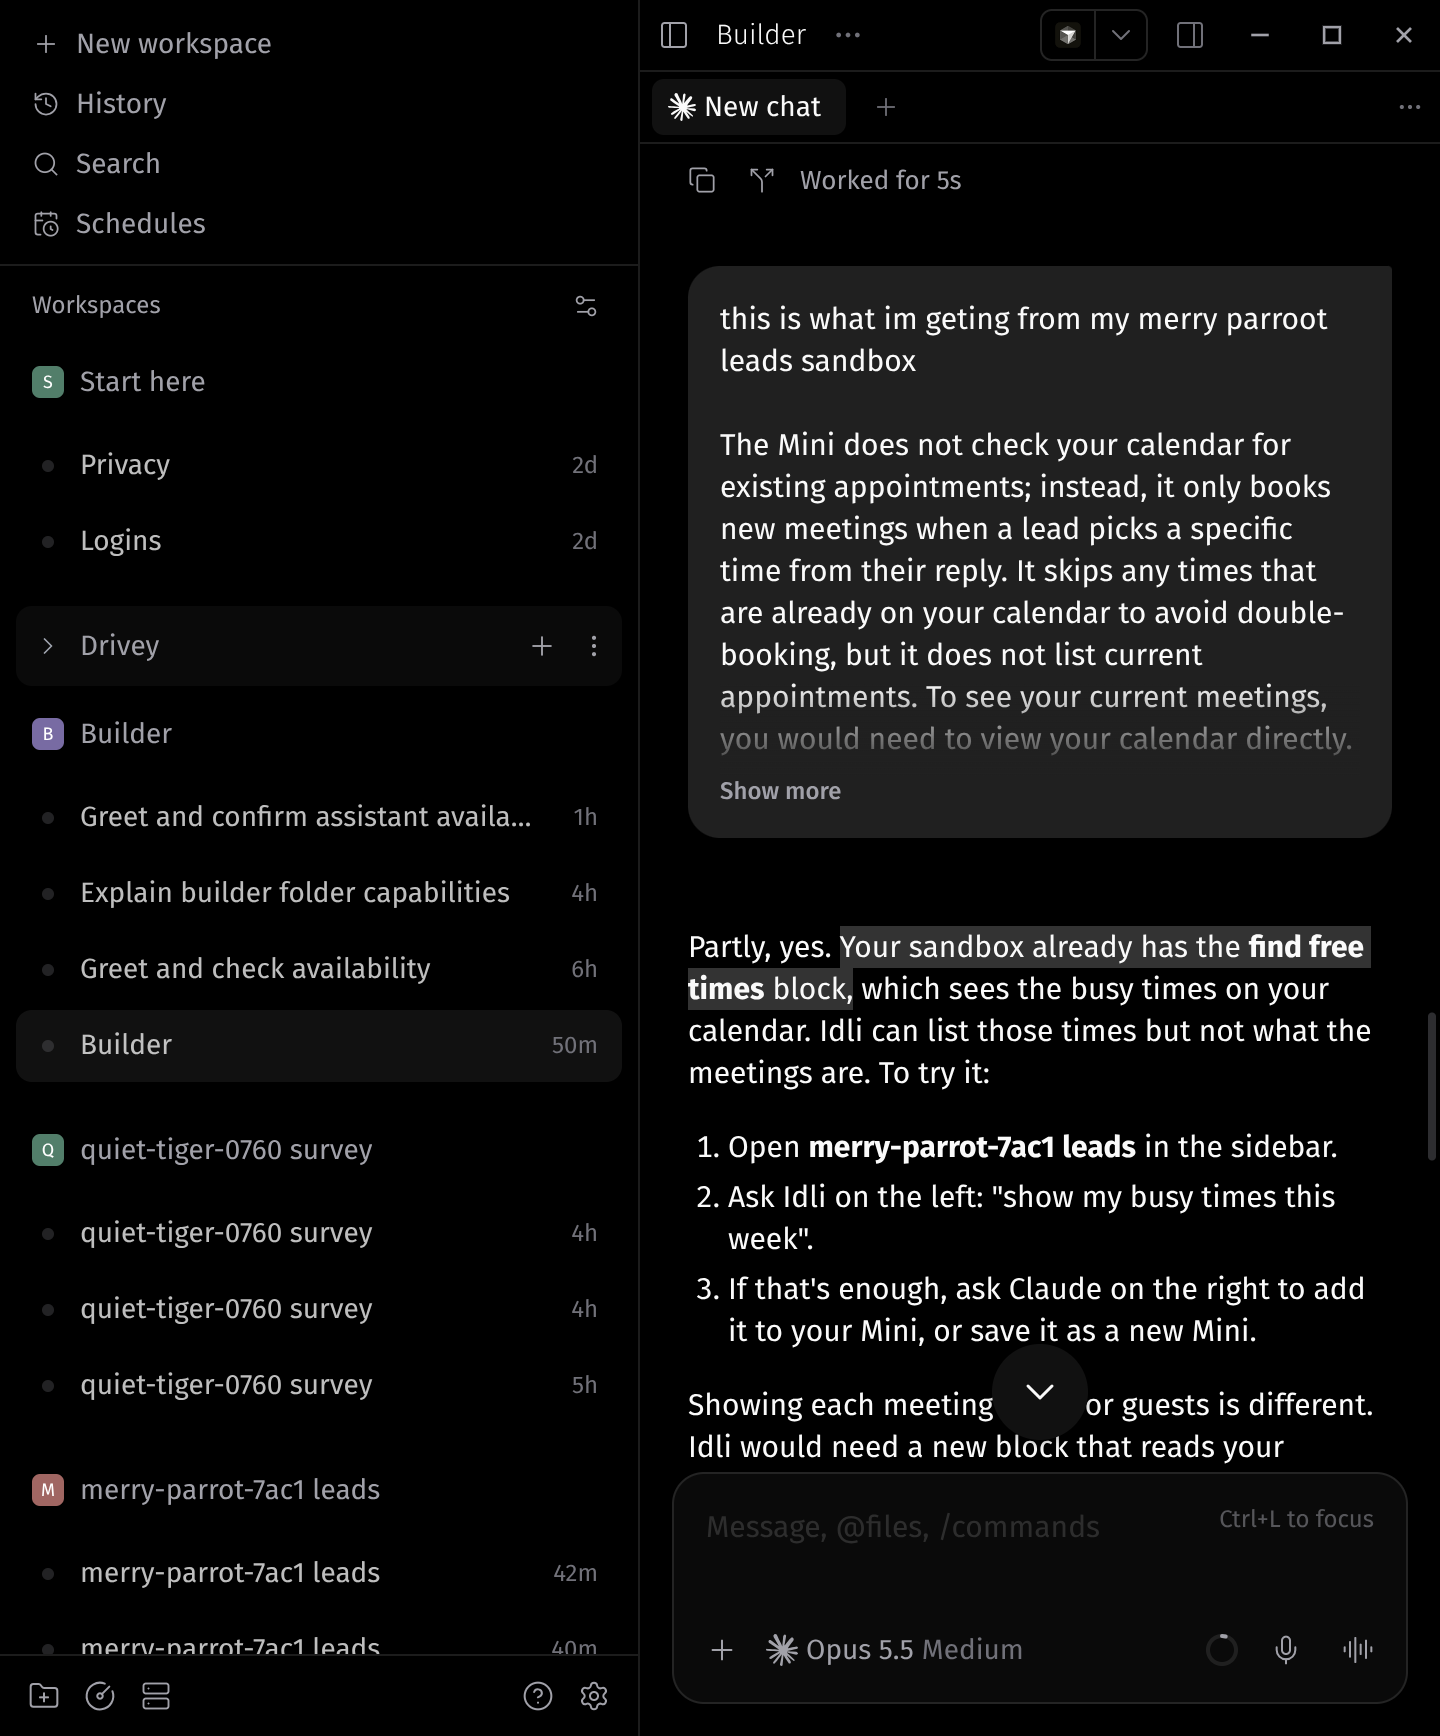 New workspace
History
Search
Schedules
Workspaces
S
Start here
Privacy
2d
Logins
2d
Drivey
B
Builder
Greet and confirm assistant availa...
1h
Explain builder folder capabilities
4h
Greet and check availability
6h
Builder
50m
Q
quiet-tiger-0760 survey
quiet-tiger-0760 survey
4h
quiet-tiger-0760 survey
4h
quiet-tiger-0760 survey
5h
M
merry-parrot-7ac1 leads
merry-parrot-7ac1 leads
42m
merry-parrot-7ac1 leads
40m
Builder
New chat
Worked for 5s
this is what im geting from my merry parroot
leads sandbox
The Mini does not check your calendar for
existing appointments; instead, it only books
new meetings when a lead picks a specific
time from their reply. It skips any times that
are already on your calendar to avoid double-
booking, but it does not list current
appointments. To see your current meetings,
you would need to view your calendar directly.
Show more
Partly, yes. Your sandbox already has the find free
times block, which sees the busy times on your
calendar. Idli can list those times but not what the
meetings are. To try it:
1. Open merry-parrot-7ac1 leads in the sidebar.
2. Ask Idli on the left: "show my busy times this
week".
3. If that's enough, ask Claude on the right to add
it to your Mini, or save it as a new Mini.
Showing each meeting or guests is different.
Idli would need a new block that reads your
Message, @files, /commands
Ctrl+L to focus
Opus 5.5 Medium